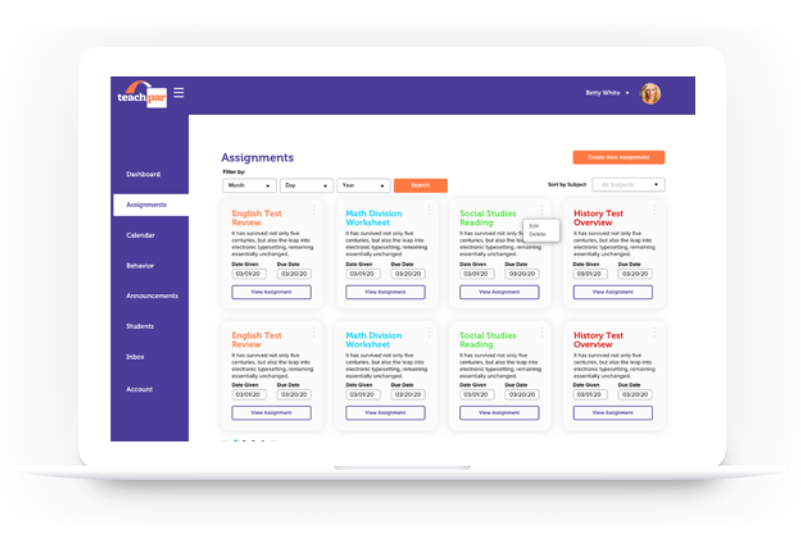 teach par
Betty White
Dashboard
Assignments
Calendar
Behavior
Announcements
Students
Inbox
Account
Assignments
Create New Assignment
Filter by:
Month Day Year Search
Sort by Subject All Subjects
English Test
Review
It has survived not only five
centuries, but also the leap into
electronic typesetting, remaining
essentially unchanged.
Date Given Due Date
03/01/20 03/20/20
View Assignment
Math Division
Worksheet
It has survived not only five
centuries, but also the leap into
electronic typesetting, remaining
essentially unchanged.
Date Given Due Date
03/01/20 03/20/20
View Assignment
Social Studies
Reading
Edit
Delete
It has survived not only five
centuries, but also the
electronic typesetting, remaining
essentially unchanged.
Date Given Due Date
03/01/20 03/20/20
View Assignment
History Test
Overview
It has survived not only five
centuries, but also the leap into
electronic typesetting, remaining
essentially unchanged.
Date Given Due Date
03/01/20 03/20/20
View Assignment
English Test
Review
It has survived not only five
centuries, but also the leap into
electronic typesetting, remaining
essentially unchanged.
Date Given Due Date
03/01/20 03/20/20
View Assignment
Math Division
Worksheet
It has survived not only five
centuries, but also the leap into
electronic typesetting, remaining
essentially unchanged.
Date Given Due Date
03/01/20 03/20/20
View Assignment
Social Studies
Reading
It has survived not only five
centuries, but also the leap into
electronic typesetting, remaining
essentially unchanged.
Date Given Due Date
03/01/20 03/20/20
View Assignment
History Test
Overview
It has survived not only five
centuries, but also the leap into
electronic typesetting, remaining
essentially unchanged.
Date Given Due Date
03/01/20 03/20/20
View Assignment